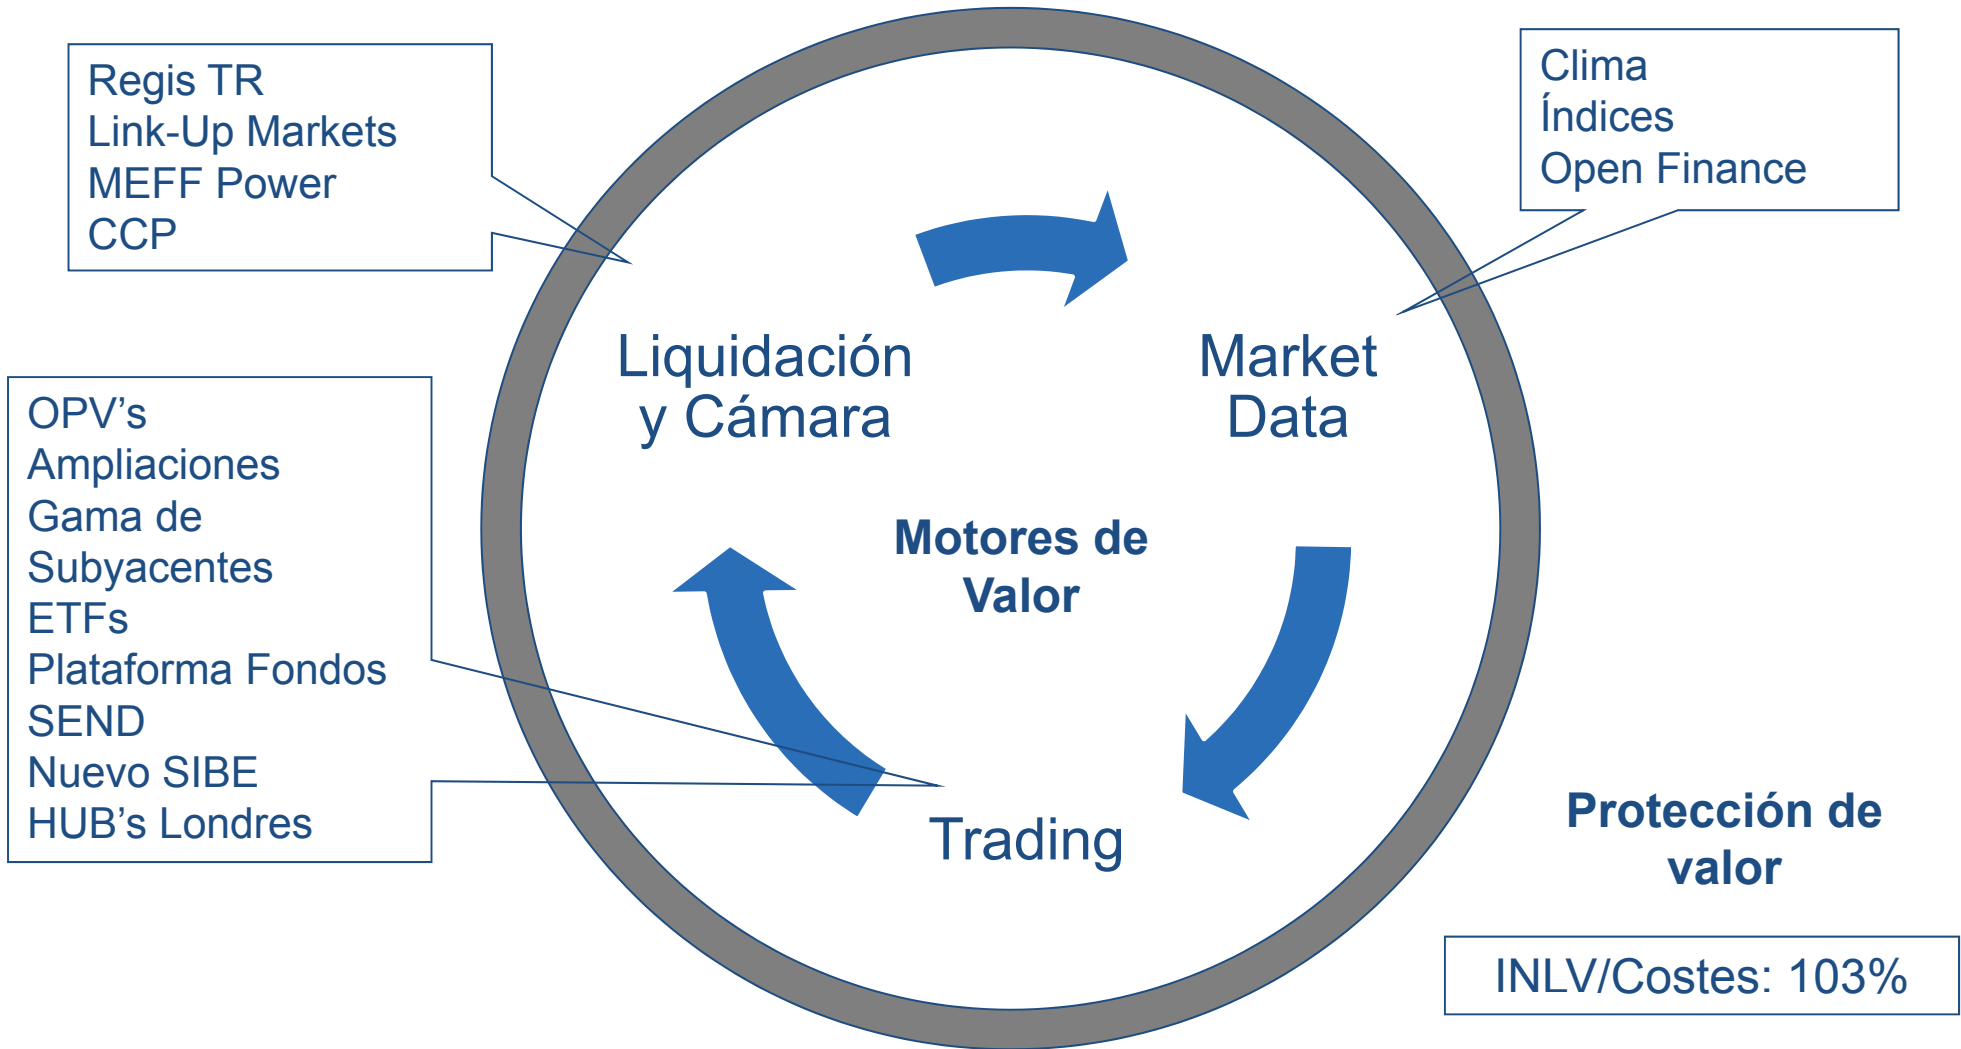 Regis TR
Link-Up Markets
MEFF Power
CCP
Clima
Índices
Open Finance
Liquidación
y Cámara
Market
Data
OPV’s
Ampliaciones
Gama de
Subyacentes
ETFs
Plataforma Fondos
SEND
Nuevo SIBE
HUB’s Londres
Motores de
Valor
Trading
Protección de
valor
INLV/Costes: 103%